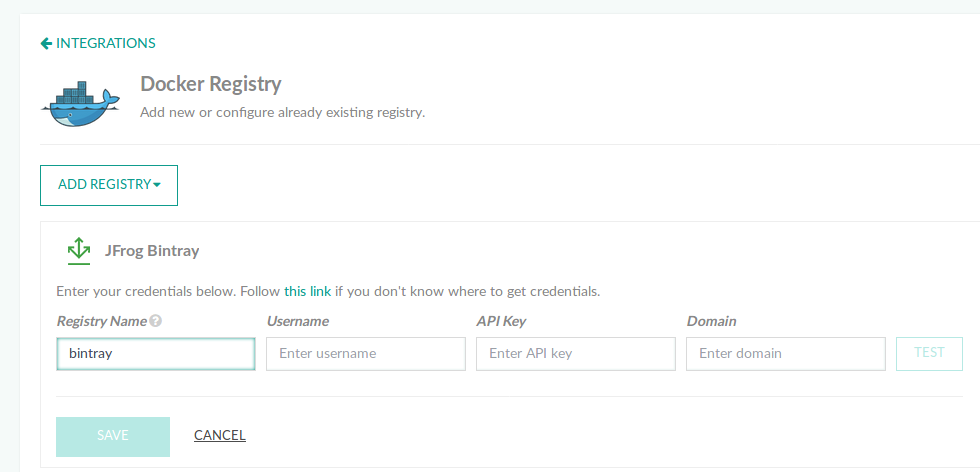 INTEGRATIONS
Docker Registry
Add new or configure already existing registry.
ADD REGISTRY
JFrog Bintray
Enter your credentials below. Follow this link if you don't know where to get credentials.
Registry Name ? Username API Key Domain
bintray Enter username Enter API key Enter domain TEST
SAVE CANCEL